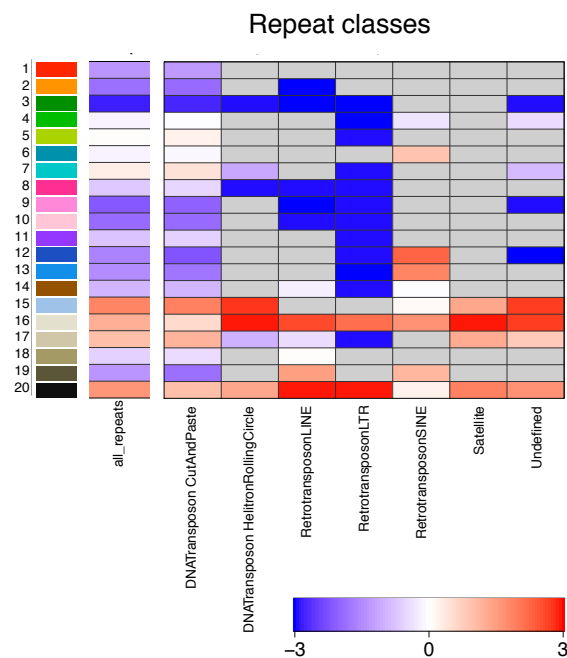 Repeat classes
1
2
3
4
5
6
7
8
9
10
11
12
13
14
15
16
17
18
19
20
all_repeats
DNATransposon CutAndPaste
DNATransposon HelitronRollingCircle
RetrotransposonLINE
RetrotransposonLTR
RetrotransposonSINE
Satellite
Undefined
−3 0 3